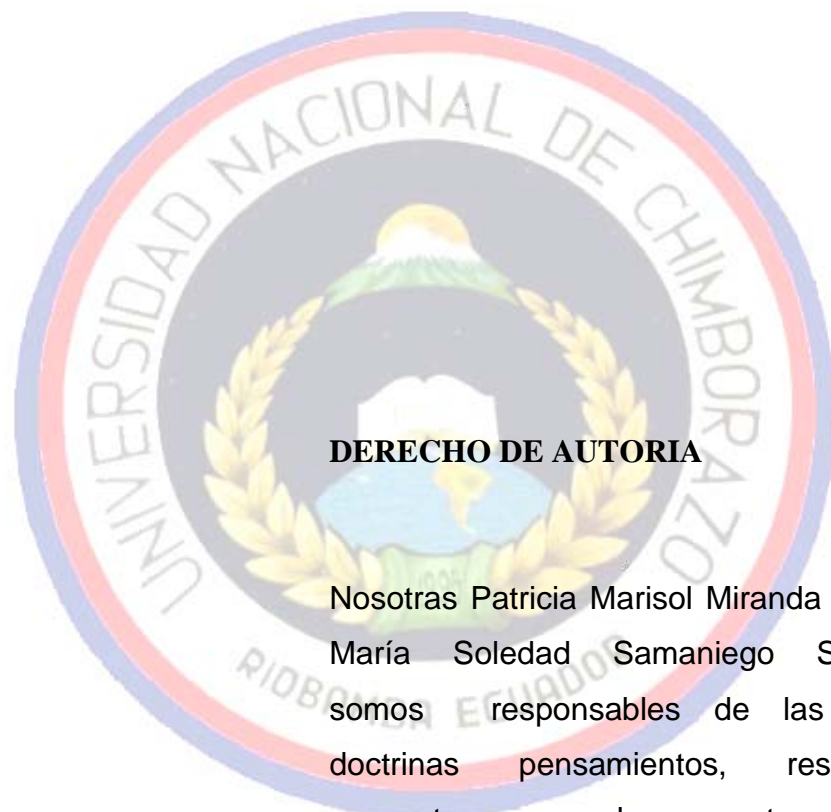 UNIVERSIDAD NACIONAL DE CHIMBORAZO
RIOBAMBA ECUADOR
DERECHO DE AUTORIA
Nosotras Patricia Marisol Miranda
María Soledad Samaniego
somos responsables de las
doctrinas pensamientos,